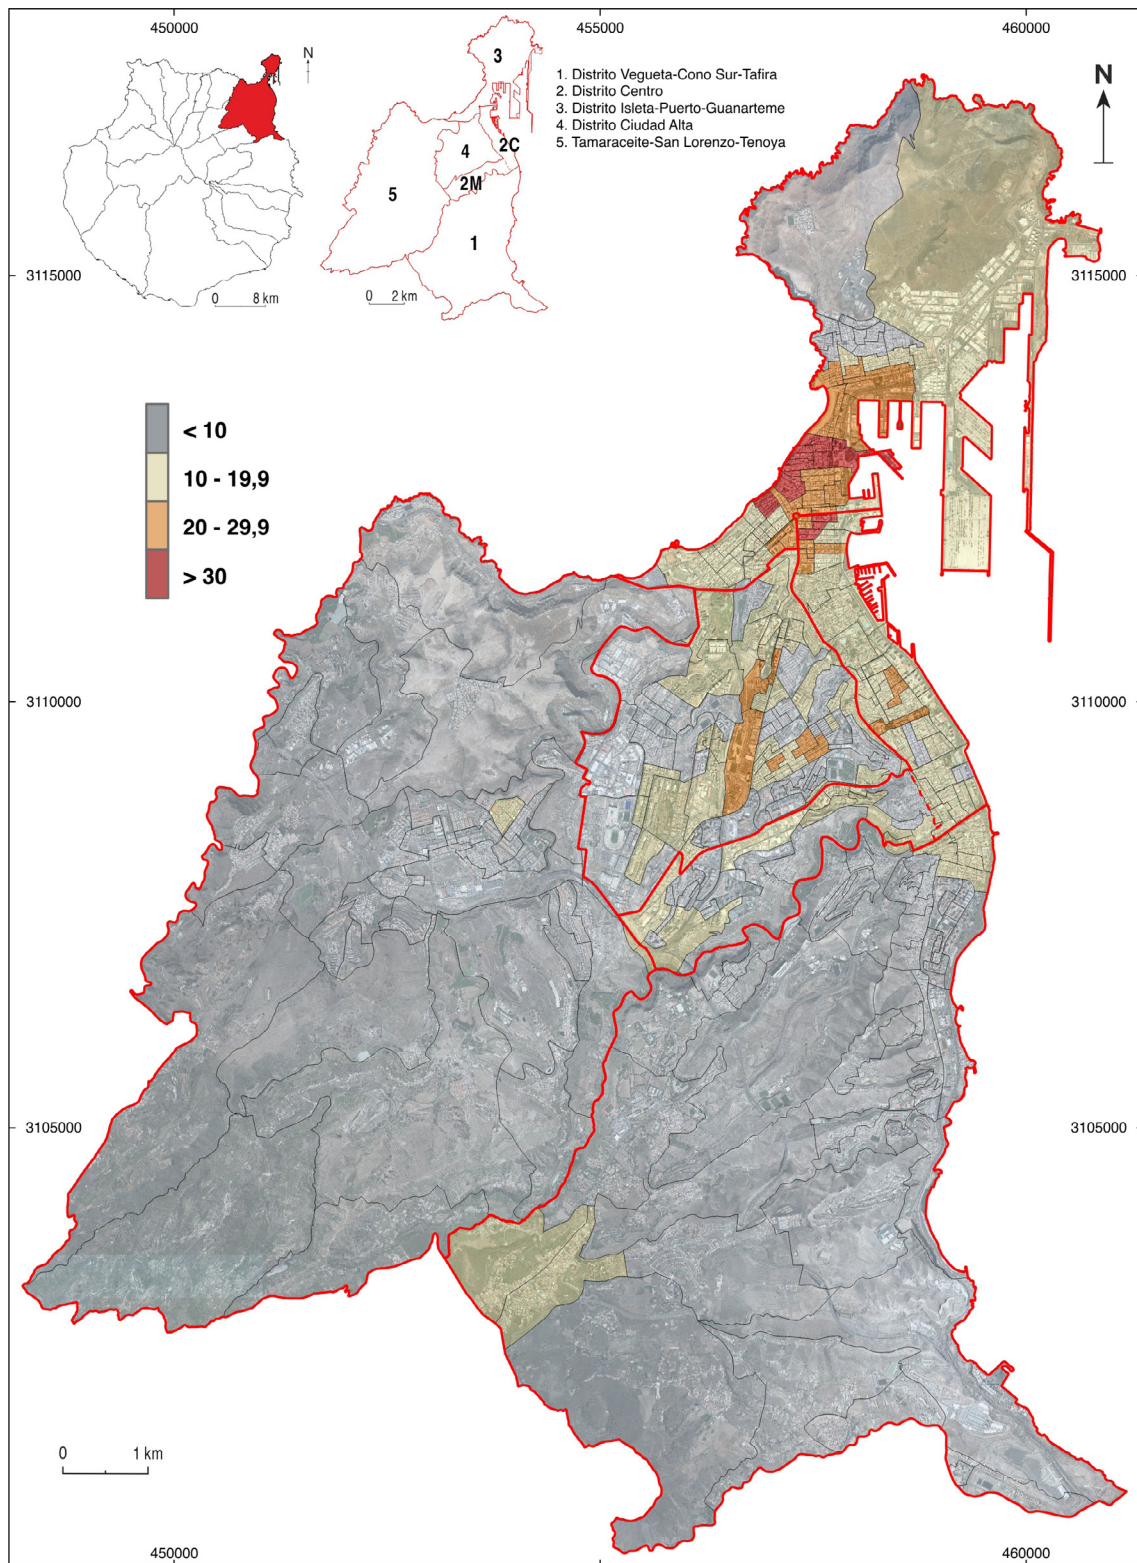 450000
455000
460000
N
0 8 km
3
4
2C
2M
5
1
0 2 km
1. Distrito Vegueta-Cono Sur-Tafira
2. Distrito Centro
3. Distrito Isleta-Puerto-Guanarteme
4. Distrito Ciudad Alta
5. Tamaraceite-San Lorenzo-Tenoya
N
3115000
3115000
< 10
10 - 19,9
20 - 29,9
> 30
3110000
3110000
3105000
3105000
0 1 km
450000
460000